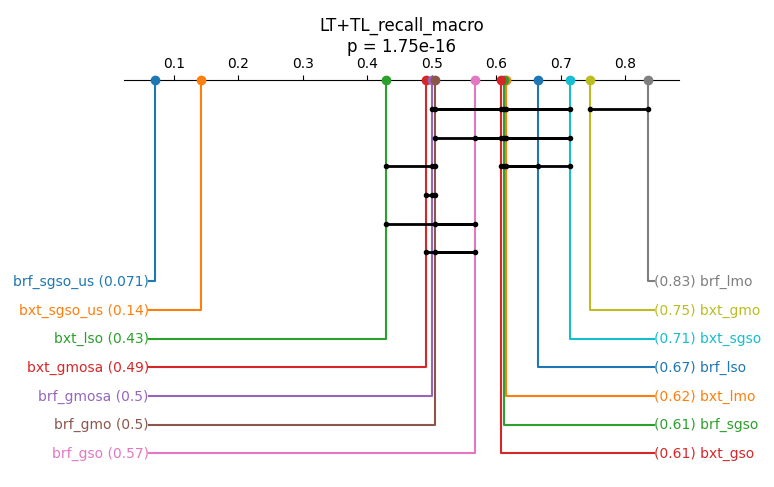 LT+TL_recall_macro
p = 1.75e-16
0.1 0.2 0.3 0.4 0.5 0.6 0.7 0.8
brf_sgso_us (0.071) (0.83) brf_lmo
bxt_sgso_us (0.14) (0.75) bxt_gmo
bxt_lso (0.43) (0.71) bxt_sgso
bxt_gmosa (0.49) (0.67) brf_lso
brf_gmosa (0.5) (0.62) bxt_lmo
brf_gmo (0.5) (0.61) brf_sgso
brf_gso (0.57) (0.61) bxt_gso